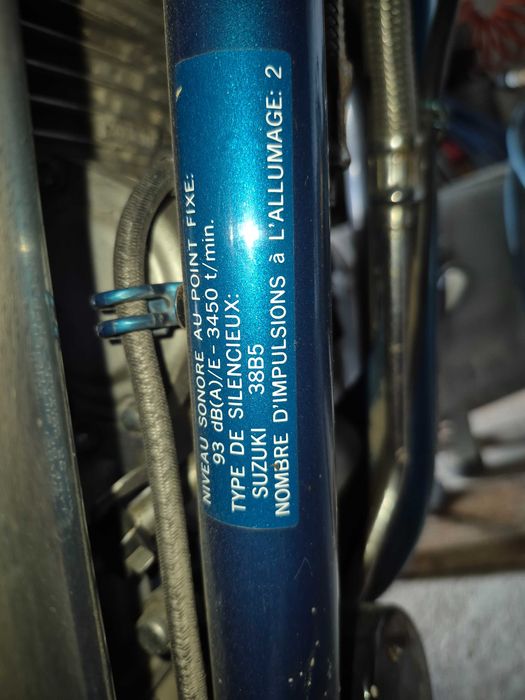 NIVEAU SONORE AU POINT FIXE:
93 dB(A)/E - 3450 t/min.
TYPE DE SILENCIEUX:
SUZUKI 38B5
NOMBRE D'IMPULSIONS à L'ALLUMAGE: 2